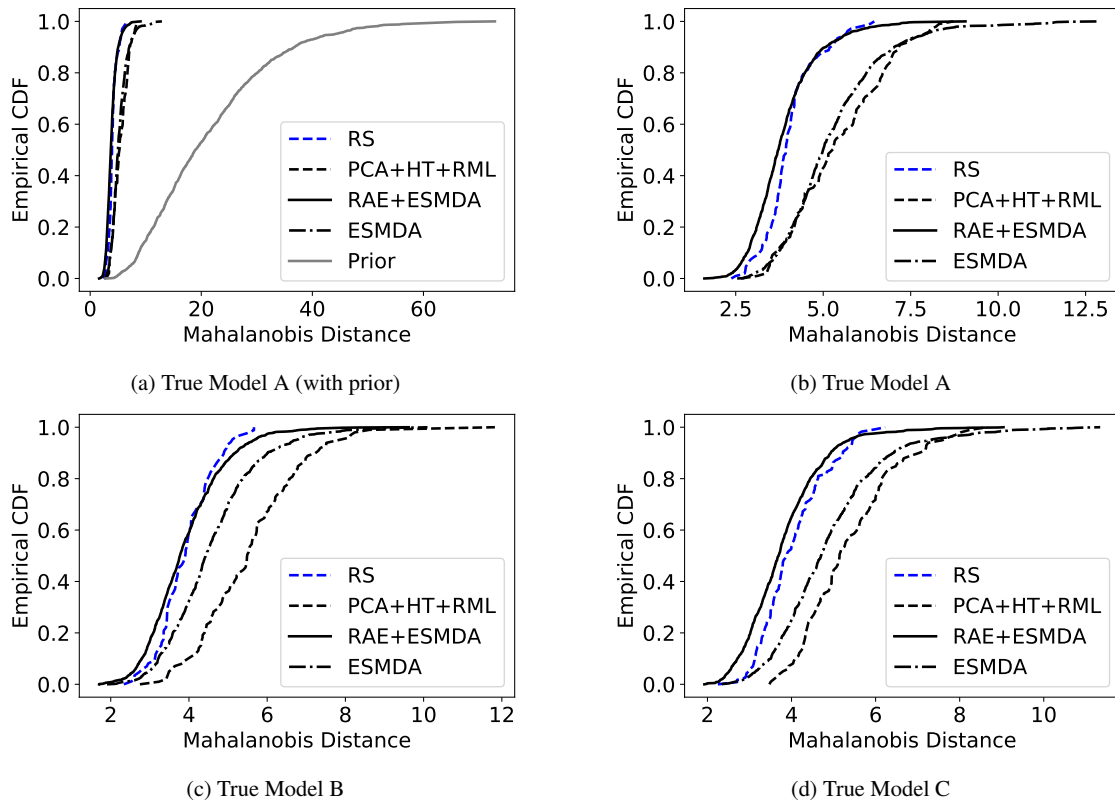 1.0
0.8
0.6
0.4
0.2
0.0
Empirical CDF
RS
PCA+HT+RML
RAE+ESMDA
ESMDA
Prior
0 20 40 60
Mahalanobis Distance
(a) True Model A (with prior)
1.0
0.8
0.6
0.4
0.2
0.0
Empirical CDF
RS
PCA+HT+RML
RAE+ESMDA
ESMDA
2.5 5.0 7.5 10.0 12.5
Mahalanobis Distance
(b) True Model A
1.0
0.8
0.6
0.4
0.2
0.0
Empirical CDF
RS
PCA+HT+RML
RAE+ESMDA
ESMDA
2 4 6 8 10 12
Mahalanobis Distance
(c) True Model B
1.0
0.8
0.6
0.4
0.2
0.0
Empirical CDF
RS
PCA+HT+RML
RAE+ESMDA
ESMDA
2 4 6 8 10
Mahalanobis Distance
(d) True Model C